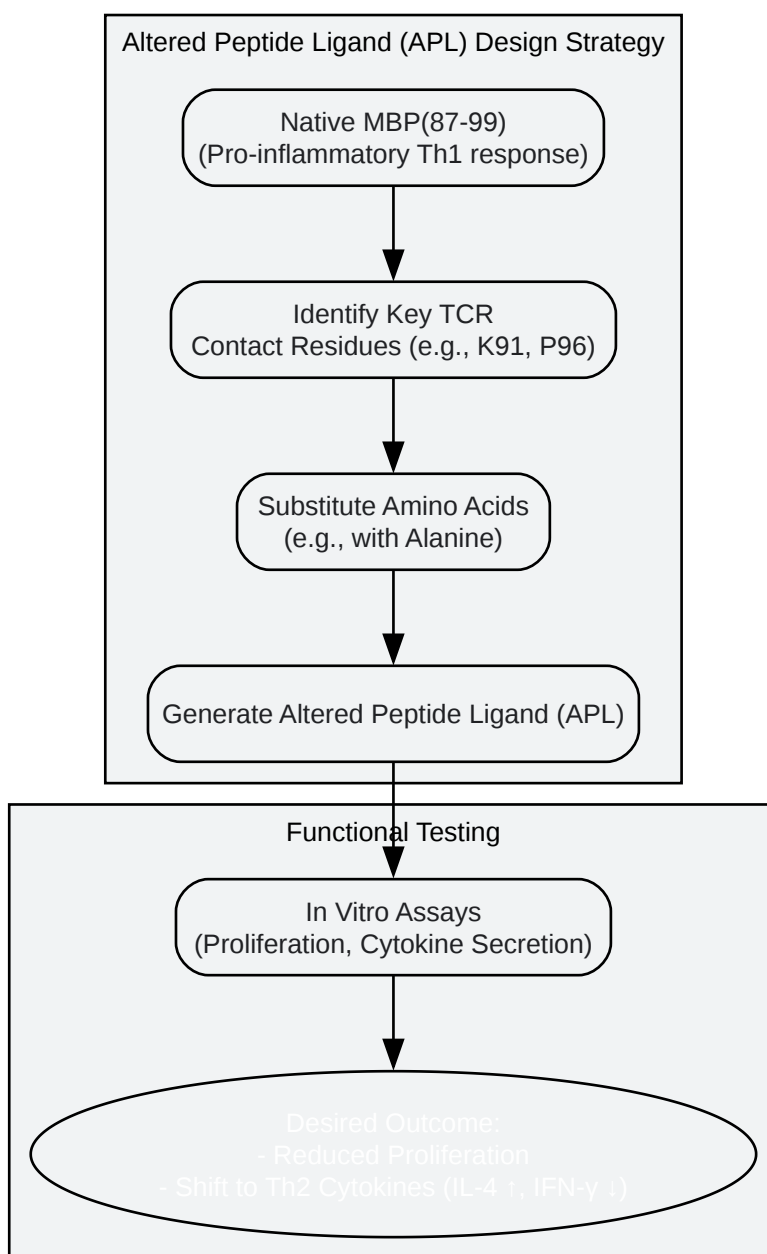 Altered Peptide Ligand (APL) Design Strategy
Native MBP(87-99)
(Pro-inflammatory Th1 response)
Identify Key TCR
Contact Residues (e.g., K91, P96)
Substitute Amino Acids
(e.g., with Alanine)
Generate Altered Peptide Ligand (APL)
Functional Testing
In Vitro Assays
(Proliferation, Cytokine Secretion)
Desired Outcome:
- Reduced Proliferation
- Shift to Th2 Cytokines (IL-4 ↑, IFN-γ ↓)